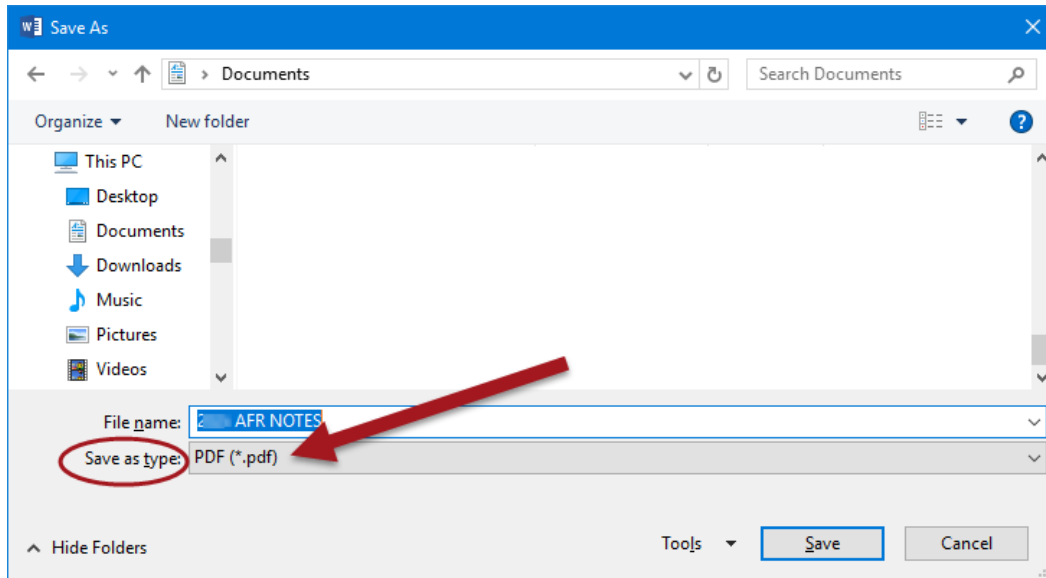 Save As
Documents
Search Documents
Organize
New folder
This PC
Desktop
Documents
Downloads
Music
Pictures
Videos
File name: AFR NOTES
Save as type: PDF (*.pdf)
Hide Folders
Tools
Save
Cancel